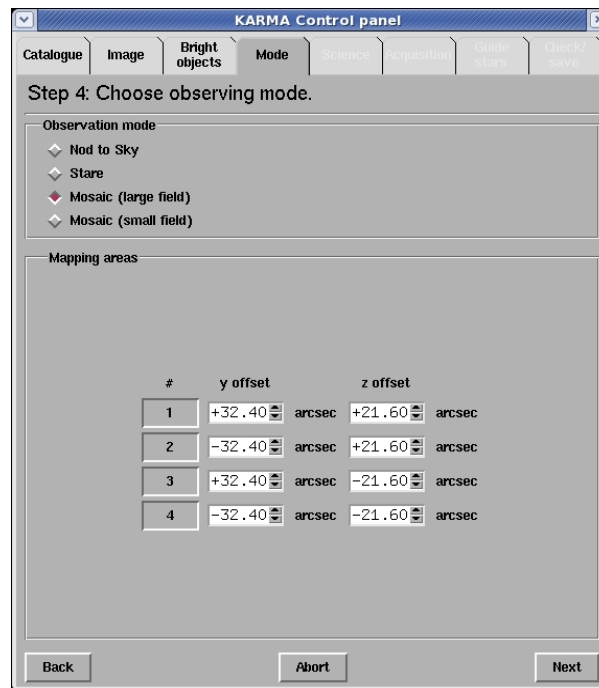 KARMA Control panel
Catalogue Image Bright objects Mode Science Acquisition Guide stars Check/ save
Step 4: Choose observing mode.
Observation mode
Nod to Sky
Stare
Mosaic (large field)
Mosaic (small field)
Mapping areas
# y offset z offset
1 +32.40 arcsec +21.60 arcsec
2 -32.40 arcsec +21.60 arcsec
3 +32.40 arcsec -21.60 arcsec
4 -32.40 arcsec -21.60 arcsec
Back Abort Next